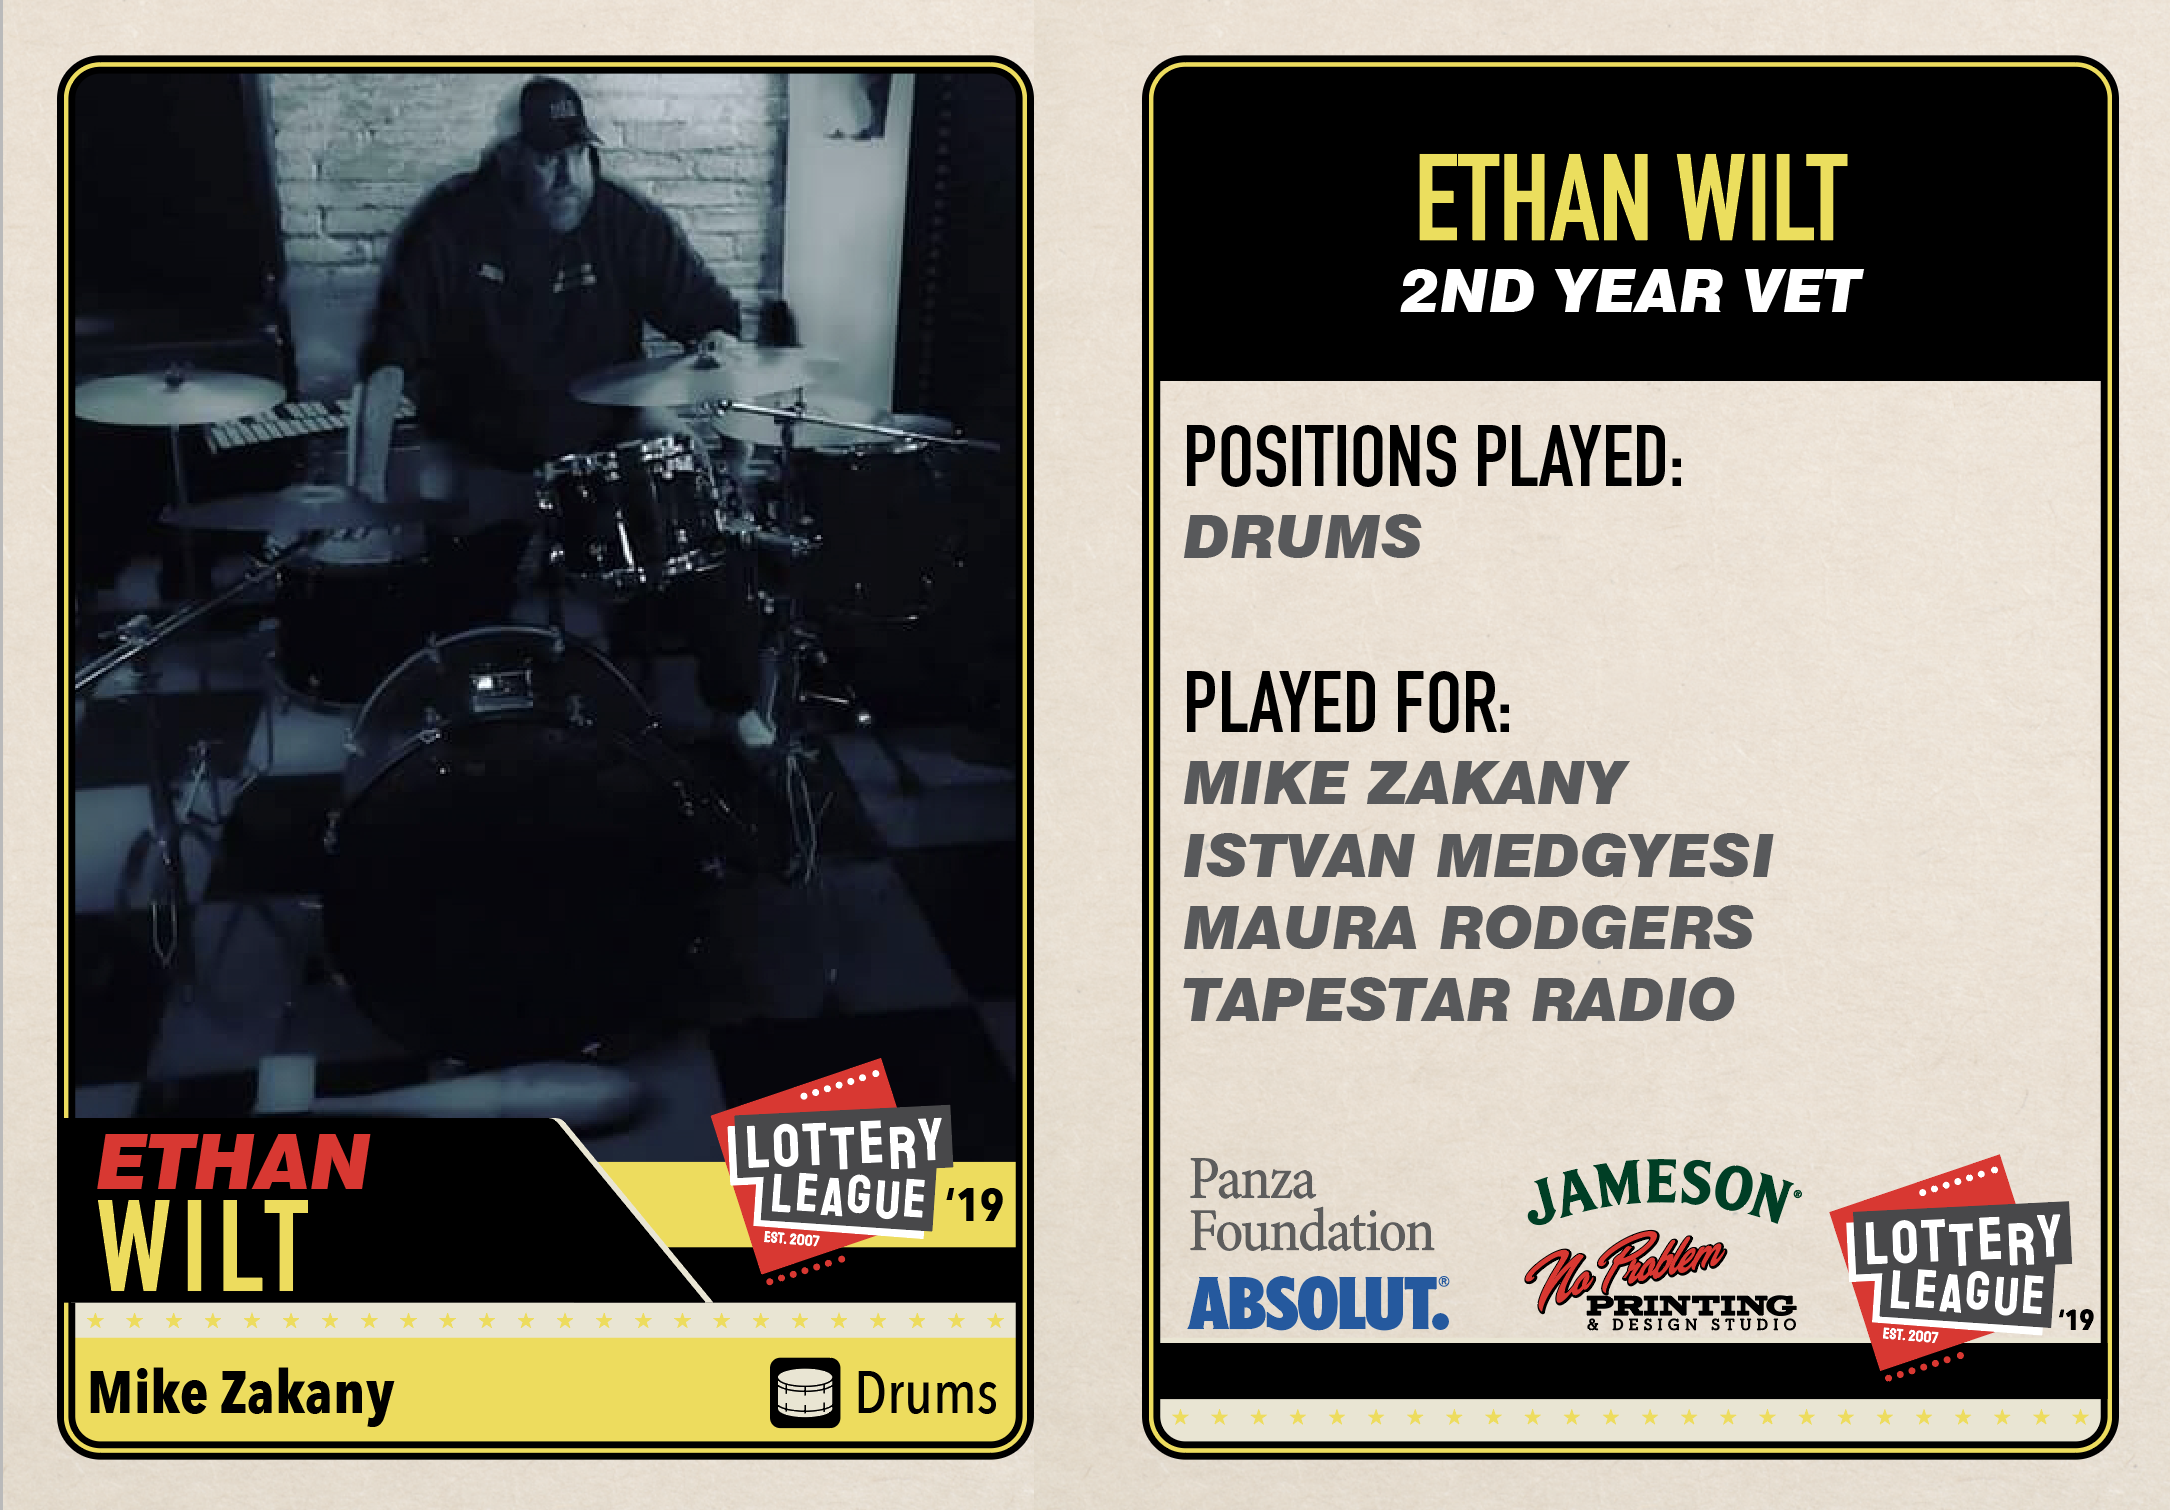 ETHAN
WILT
LOTTERY
LEAGUE
EST. 2007
'19
Mike Zakany
Drums
ETHAN WILT
2ND YEAR VET
POSITIONS PLAYED:
DRUMS
PLAYED FOR:
MIKE ZAKANY
ISTVAN MEDGYESI
MAURA RODGERS
TAPESTAR RADIO
Panza
Foundation
ABSOLUT.®
JAMESON®
No Problem
PRINTING
& DESIGN STUDIO
LOTTERY
LEAGUE
EST. 2007
'19